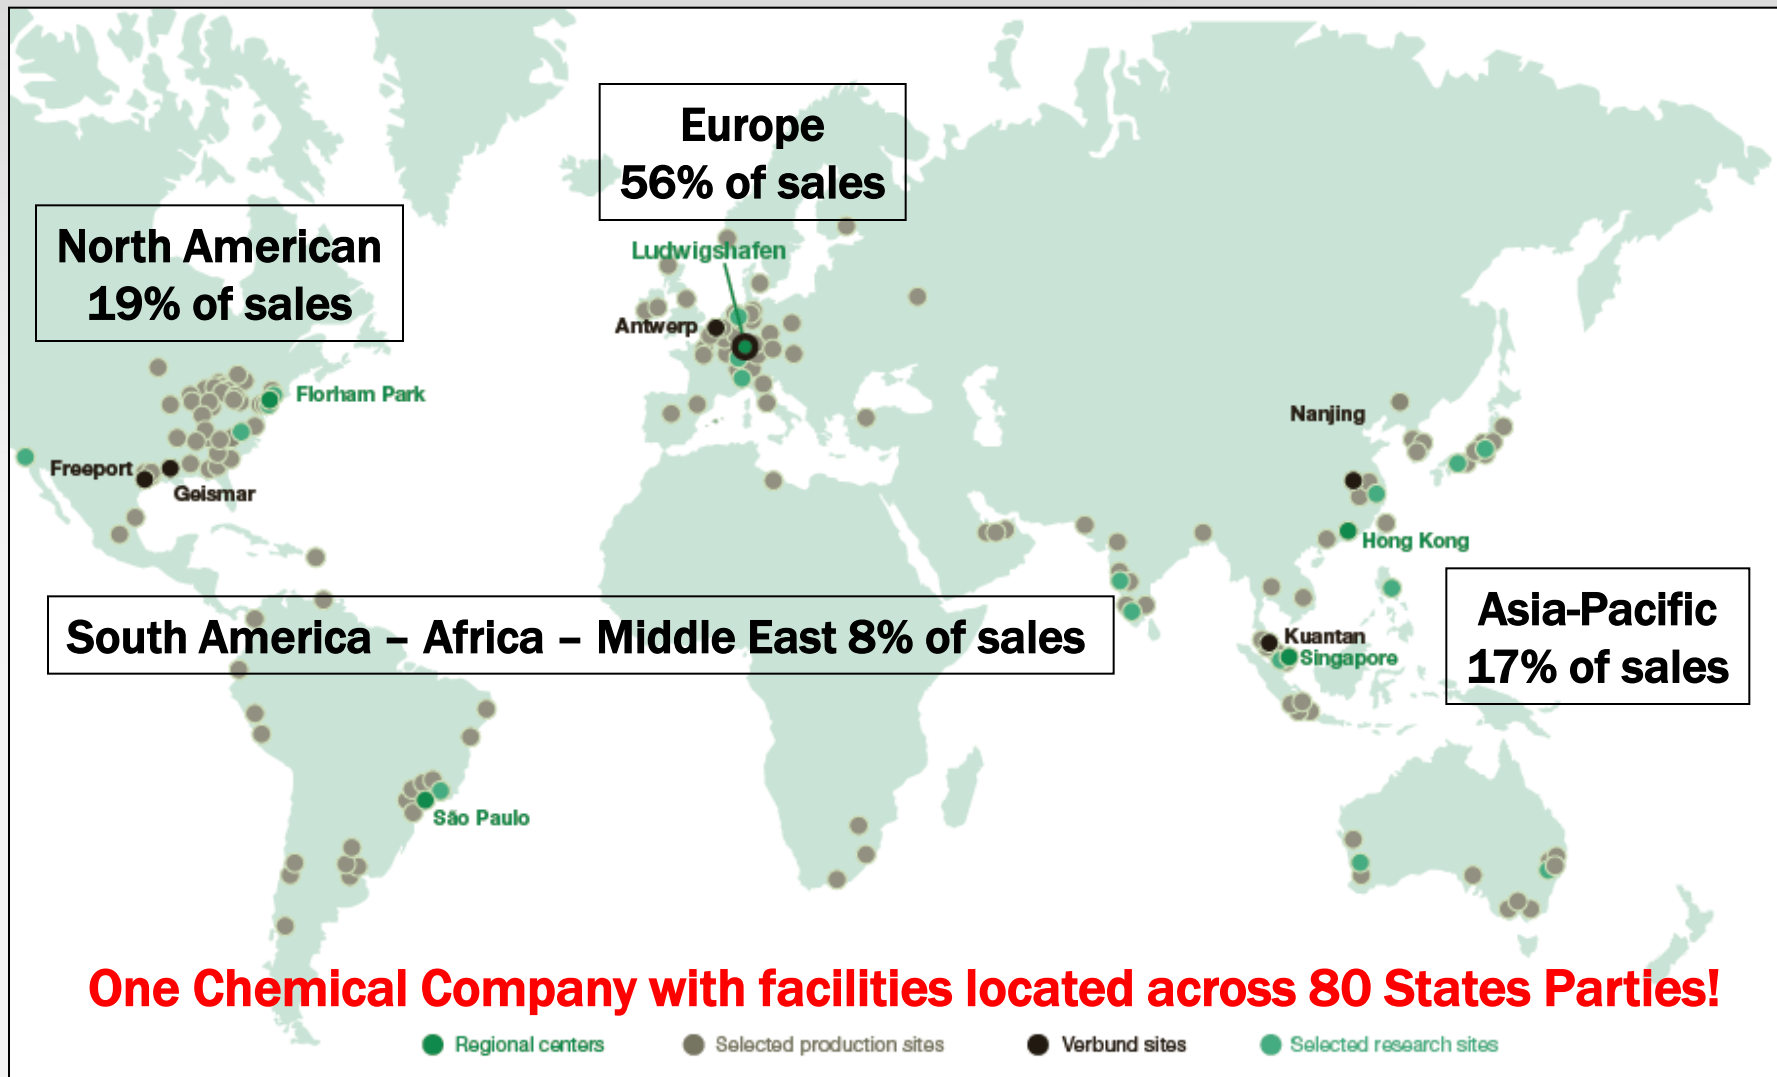 Europe
56% of sales
North American
19% of sales
Ludwigshafen
Antwerp
Florham Park
Freeport
Geismar
Nanjing
Hong Kong
South America – Africa – Middle East 8% of sales
Kuantan
Singapore
Asia-Pacific
17% of sales
São Paulo
One Chemical Company with facilities located across 80 States Parties!
Regional centers
Selected production sites
Verbund sites
Selected research sites